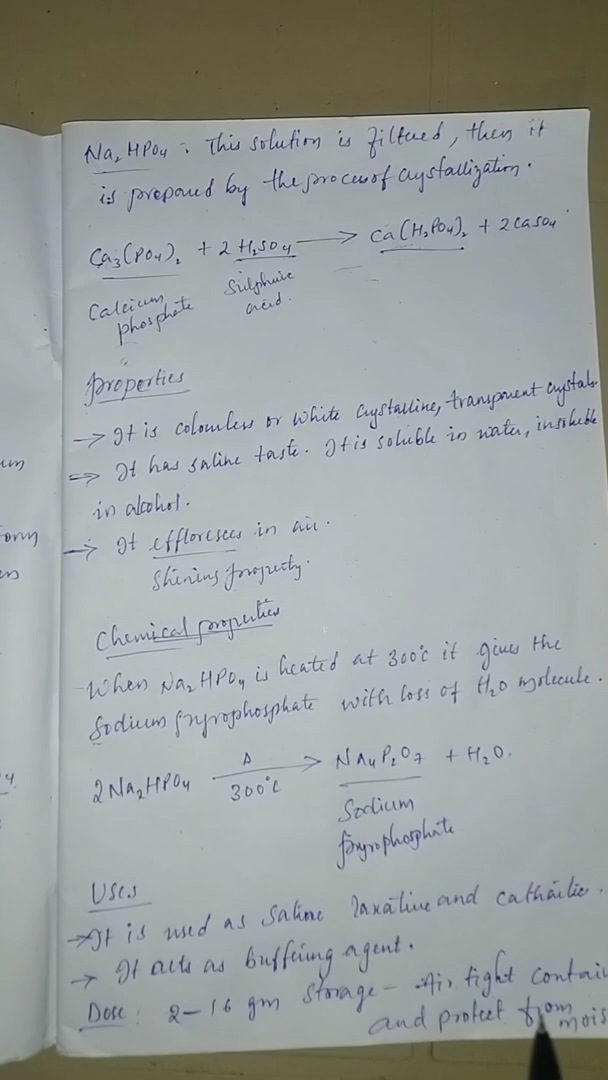 Na₂HPO₄. This solution is filtered, then it
is prepared by the process of crystallization.
Ca₃(PO₄)₂ + 2 H₂SO₄ ⟶ Ca(H₂PO₄)₂ + 2CaSO₄
Calcium phosphate
Sulphuric acid.
properties
→ It is colourless or white crystalline, transparent crystals
⇒ It has saline taste. It is soluble in water, insoluble
in alcohol.
→ It effloresces in air.
Shining property.
Chemical properties
- When Na₂HPO₄ is heated at 300°C it gives the
Sodium pyrophosphate with loss of H₂O molecule.
2Na₂HPO₄ Δ 300°C ⟶ Na₄P₂O₇ + H₂O.
Sodium
pyrophosphate
Uses
→ It is used as saline laxative and cathartic.
→ It acts as buffering agent.
Dose: 2-16 gm Storage - Air tight contai
and protect from mois